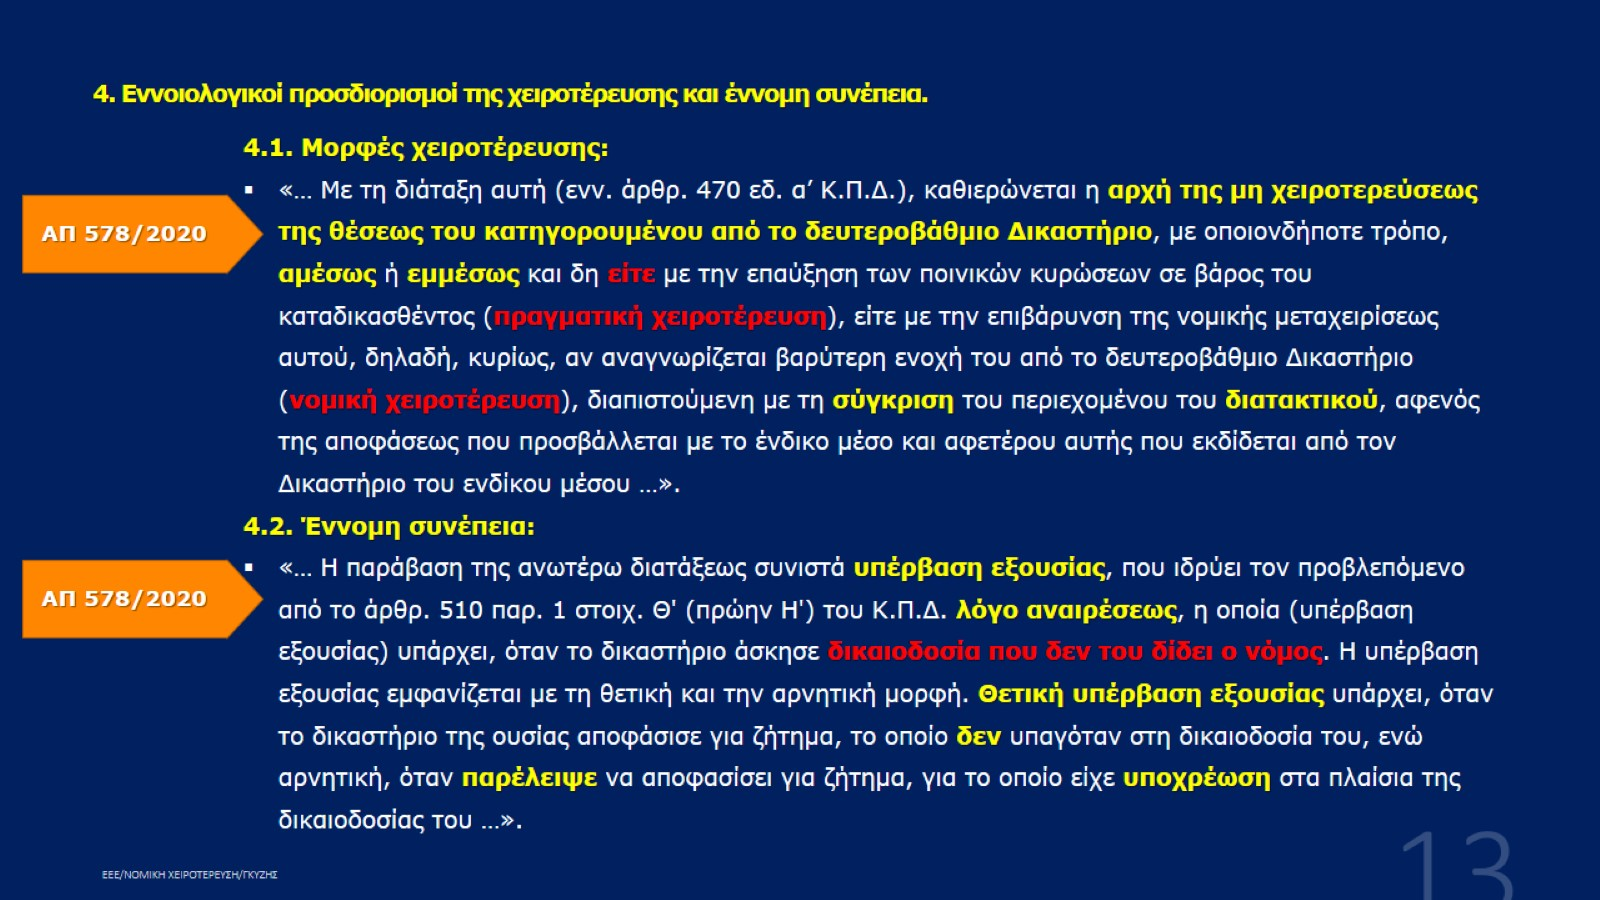 4. Εννοιολογικοί προσδιορισμοί της χειροτέρευσης και έννομη συνέπεια.
4.1. Μορφές χειροτέρευσης:
▪ «… Με τη διάταξη αυτή (ενν. άρθρ. 470 εδ. α’ Κ.Π.Δ.), καθιερώνεται η αρχή της μη χειροτερεύσεως
ΑΠ 578/2020
της θέσεως του κατηγορουμένου από το δευτεροβάθμιο Δικαστήριο, με οποιονδήποτε τρόπο,
αμέσως ή εμμέσως και δη είτε με την επαύξηση των ποινικών κυρώσεων σε βάρος του
καταδικασθέντος (πραγματική χειροτέρευση), είτε με την επιβάρυνση της νομικής μεταχειρίσεως
αυτού, δηλαδή, κυρίως, αν αναγνωρίζεται βαρύτερη ενοχή του από το δευτεροβάθμιο Δικαστήριο
(νομική χειροτέρευση), διαπιστούμενη με τη σύγκριση του περιεχομένου του διατακτικού, αφενός
της αποφάσεως που προσβάλλεται με το ένδικο μέσο και αφετέρου αυτής που εκδίδεται από τον
Δικαστήριο του ενδίκου μέσου …».
4.2. Έννομη συνέπεια:
▪ «… Η παράβαση της ανωτέρω διατάξεως συνιστά υπέρβαση εξουσίας, που ιδρύει τον προβλεπόμενο
ΑΠ 578/2020
από το άρθρ. 510 παρ. 1 στοιχ. Θ' (πρώην Η') του Κ.Π.Δ. λόγο αναιρέσεως, η οποία (υπέρβαση
εξουσίας) υπάρχει, όταν το δικαστήριο άσκησε δικαιοδοσία που δεν του δίδει ο νόμος. Η υπέρβαση
εξουσίας εμφανίζεται με τη θετική και την αρνητική μορφή. Θετική υπέρβαση εξουσίας υπάρχει, όταν
το δικαστήριο της ουσίας αποφάσισε για ζήτημα, το οποίο δεν υπαγόταν στη δικαιοδοσία του, ενώ
αρνητική, όταν παρέλειψε να αποφασίσει για ζήτημα, για το οποίο είχε υποχρέωση στα πλαίσια της
δικαιοδοσίας του …».
ΕΕΕ/ΝΟΜΙΚΗ ΧΕΙΡΟΤΕΡΕΥΣΗ/ΓΚΥΖΗΣ
13